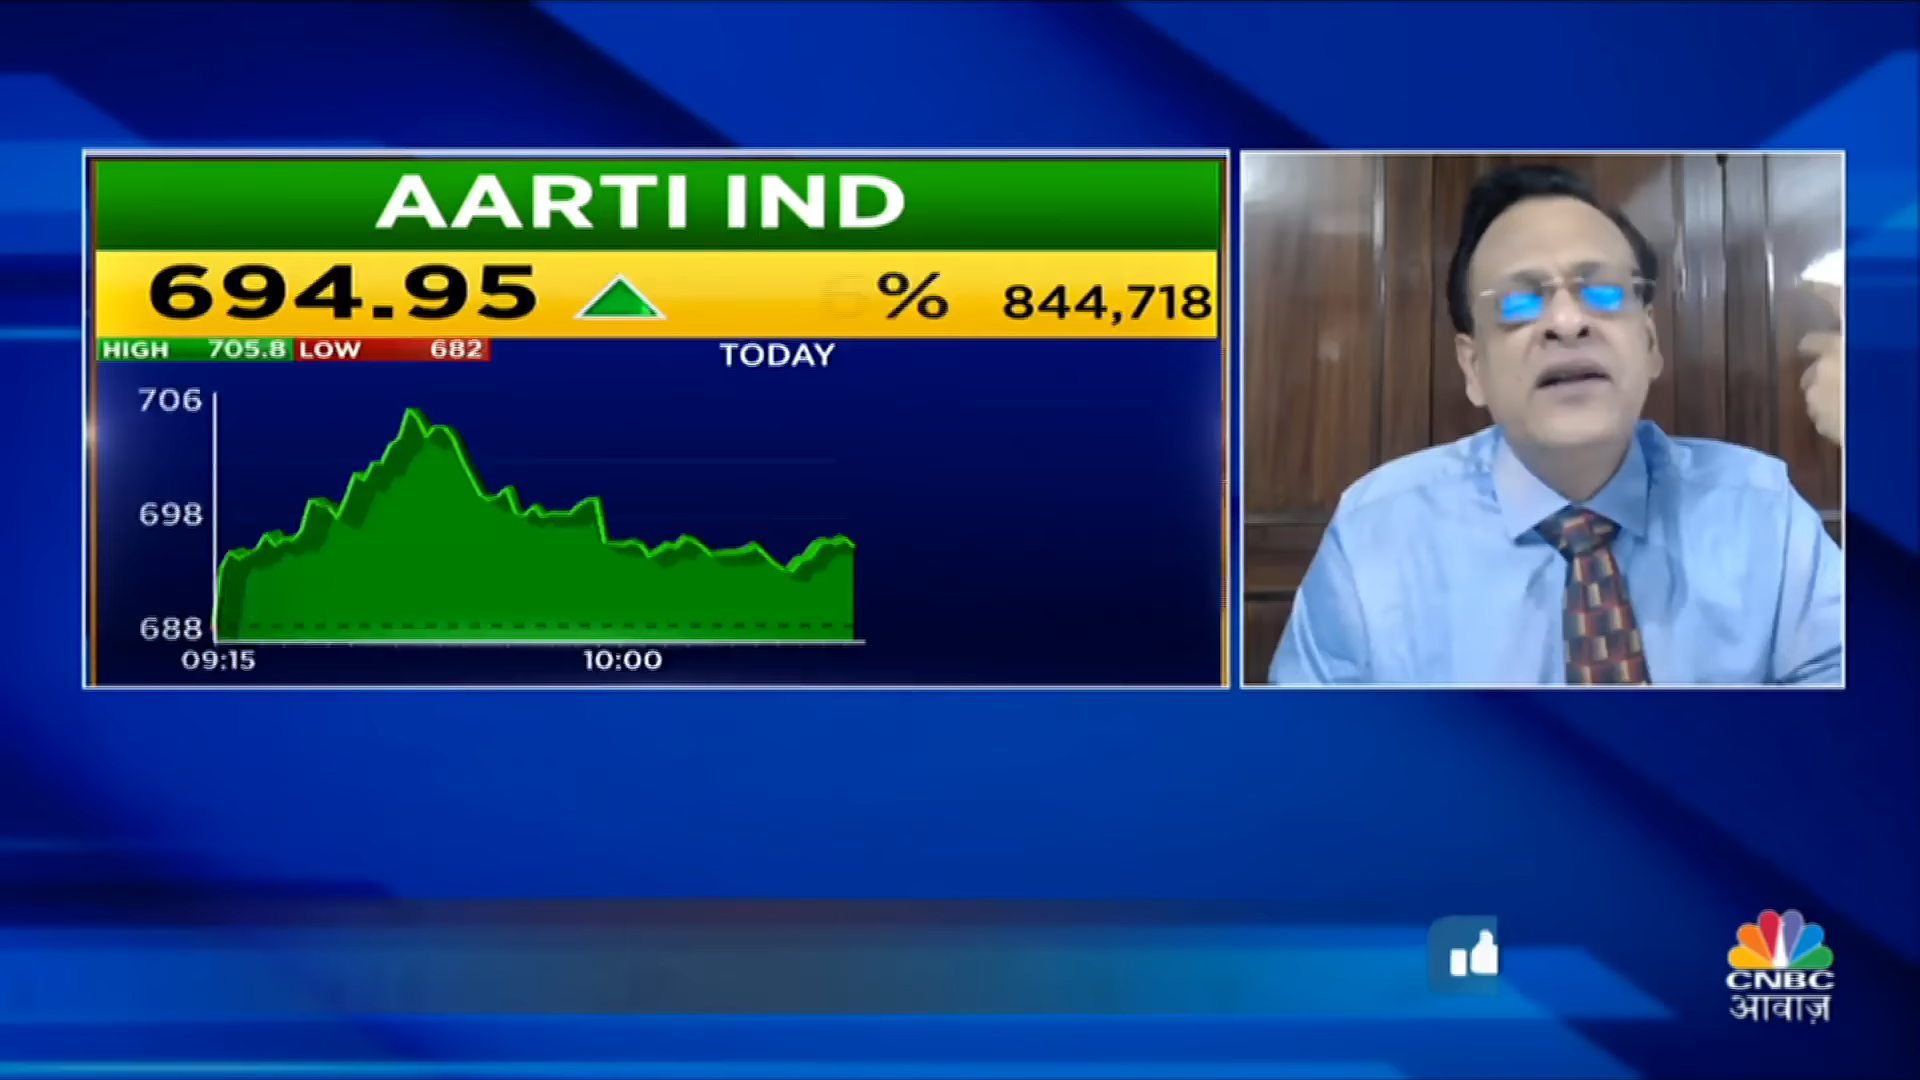 AARTI IND
694.95 % 844,718
HIGH 705.8 LOW 682
TODAY
706
698
688
09:15 10:00
CNBC
आवाज़